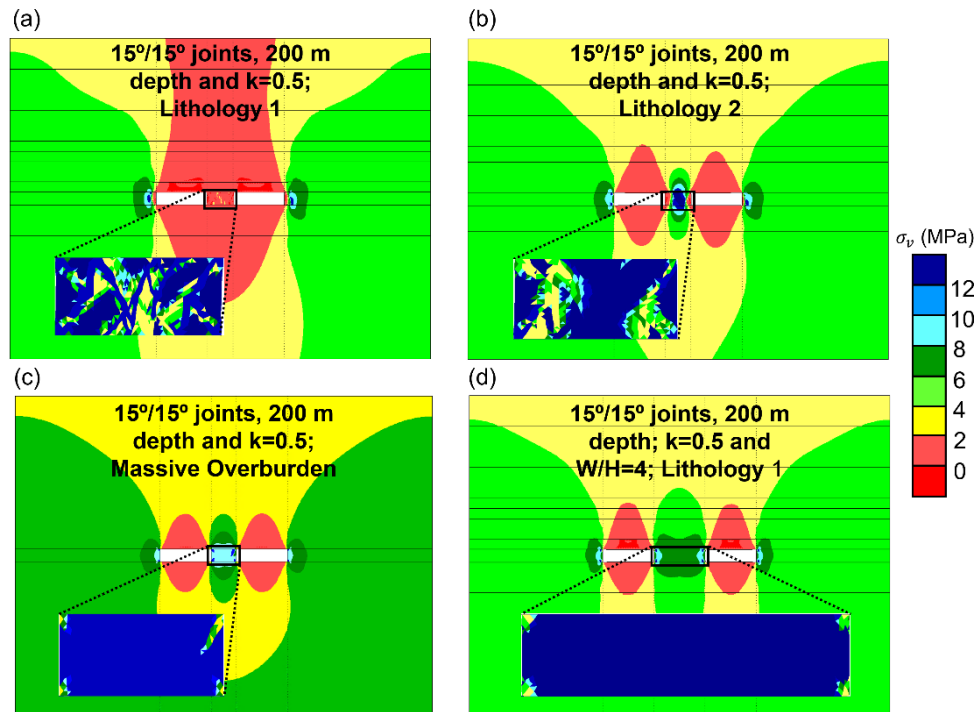 (a)
15º/15º joints, 200 m
depth and k=0.5;
Lithology 1
(b)
15º/15º joints, 200 m
depth and k=0.5;
Lithology 2
(c)
15º/15º joints, 200 m
depth and k=0.5;
Massive Overburden
(d)
15º/15º joints, 200 m
depth; k=0.5 and
W/H=4; Lithology 1
σᵥ (MPa)
12
10
8
6
4
2
0